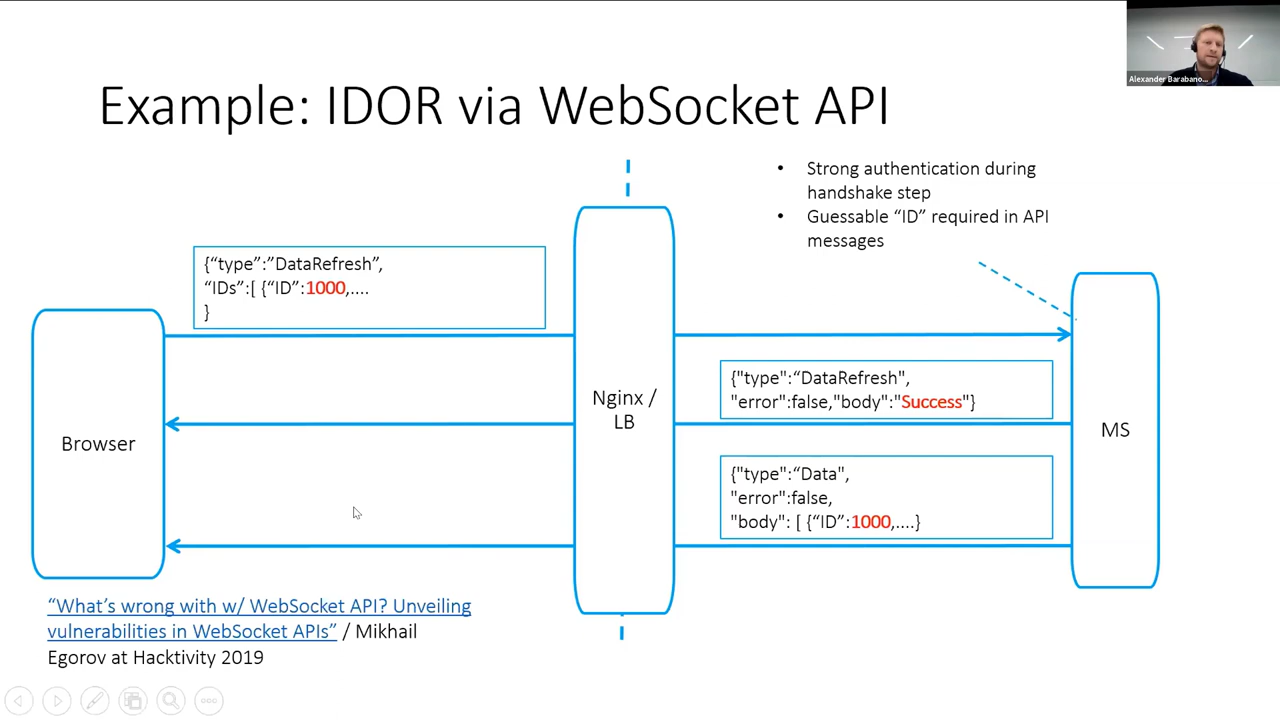 Alexander Barabano...
Example: IDOR via WebSocket API
• Strong authentication during
handshake step
• Guessable “ID” required in API
messages
{“type”:”DataRefresh”,
“IDs”:[ {“ID”:1000,....
}
{"type":“DataRefresh",
"error":false,"body":"Success"}
Nginx /
LB
Browser
MS
{"type":“Data",
"error":false,
"body": [ {“ID”:1000,....}
“What’s wrong with w/ WebSocket API? Unveiling
vulnerabilities in WebSocket APIs” / Mikhail
Egorov at Hacktivity 2019